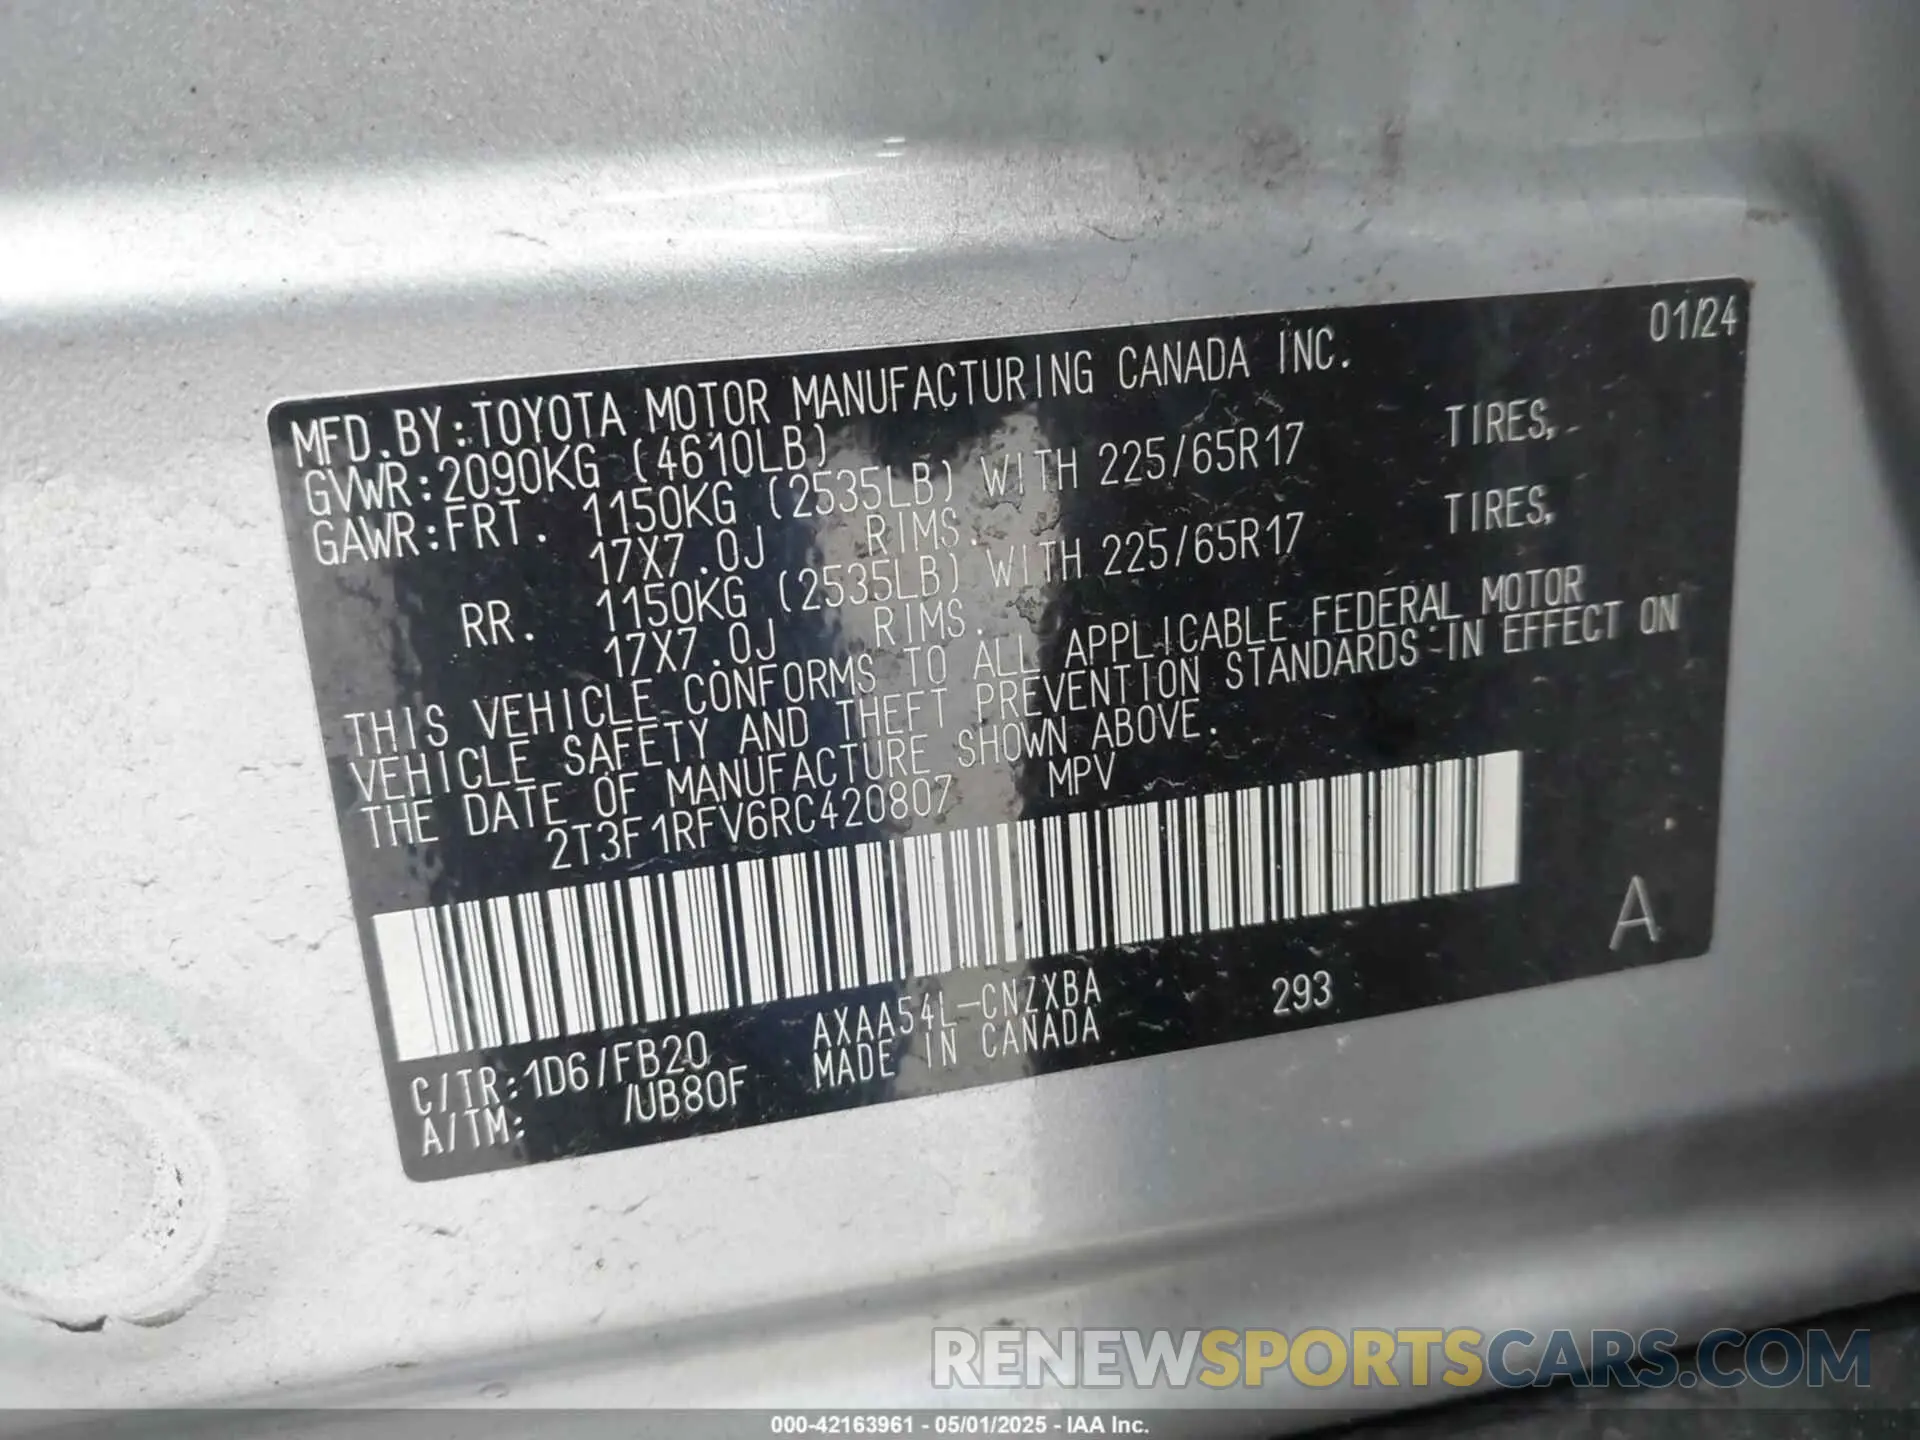 01/24
MFD.BY:TOYOTA MOTOR MANUFACTURING CANADA INC.
GVWR:2090KG (4610LB)
GAWR:FRT. 1150KG (2535LB) WITH 225/65R17 TIRES,
17X7.0J RIMS.
RR. 1150KG (2535LB) WITH 225/65R17 TIRES,
17X7.0J RIMS.
THIS VEHICLE CONFORMS TO ALL APPLICABLE FEDERAL MOTOR
VEHICLE SAFETY AND THEFT PREVENTION STANDARDS IN EFFECT ON
THE DATE OF MANUFACTURE SHOWN ABOVE.
2T3F1RFV6RC420807 MPV
A
C/TR:1D6/FB20 AXAA54L-CNZXBA 293
A/TM: /UB80F MADE IN CANADA
RENEWSPORTSCARS.COM
000-42163961 - 05/01/2025 - IAA Inc.